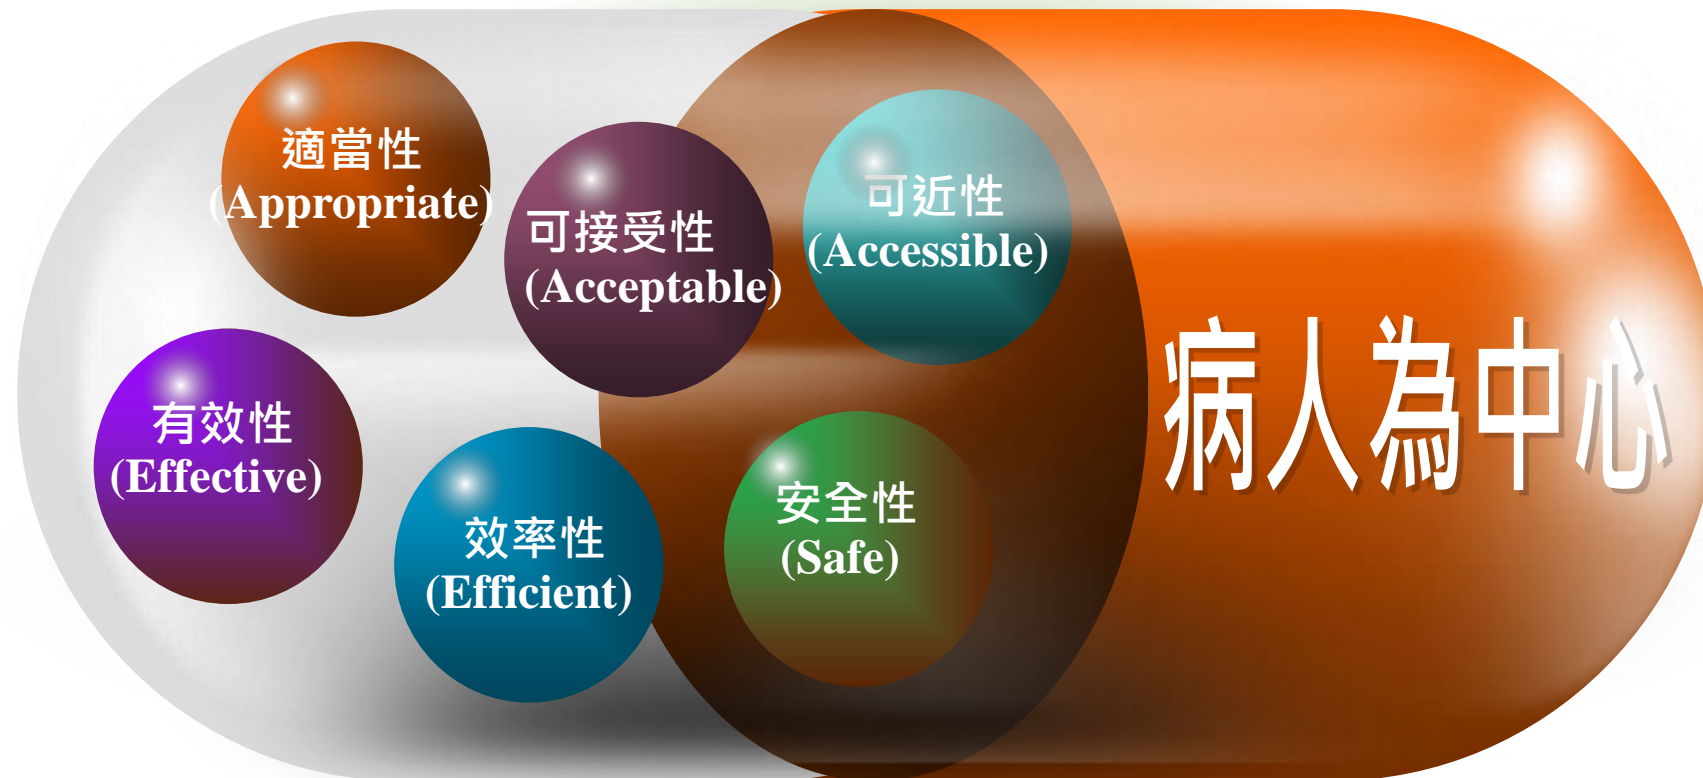 適當性
(Appropriate)
可接受性
(Acceptable)
可近性
(Accessible)
有效性
(Effective)
效率性
(Efficient)
安全性
(Safe)
病人為中心